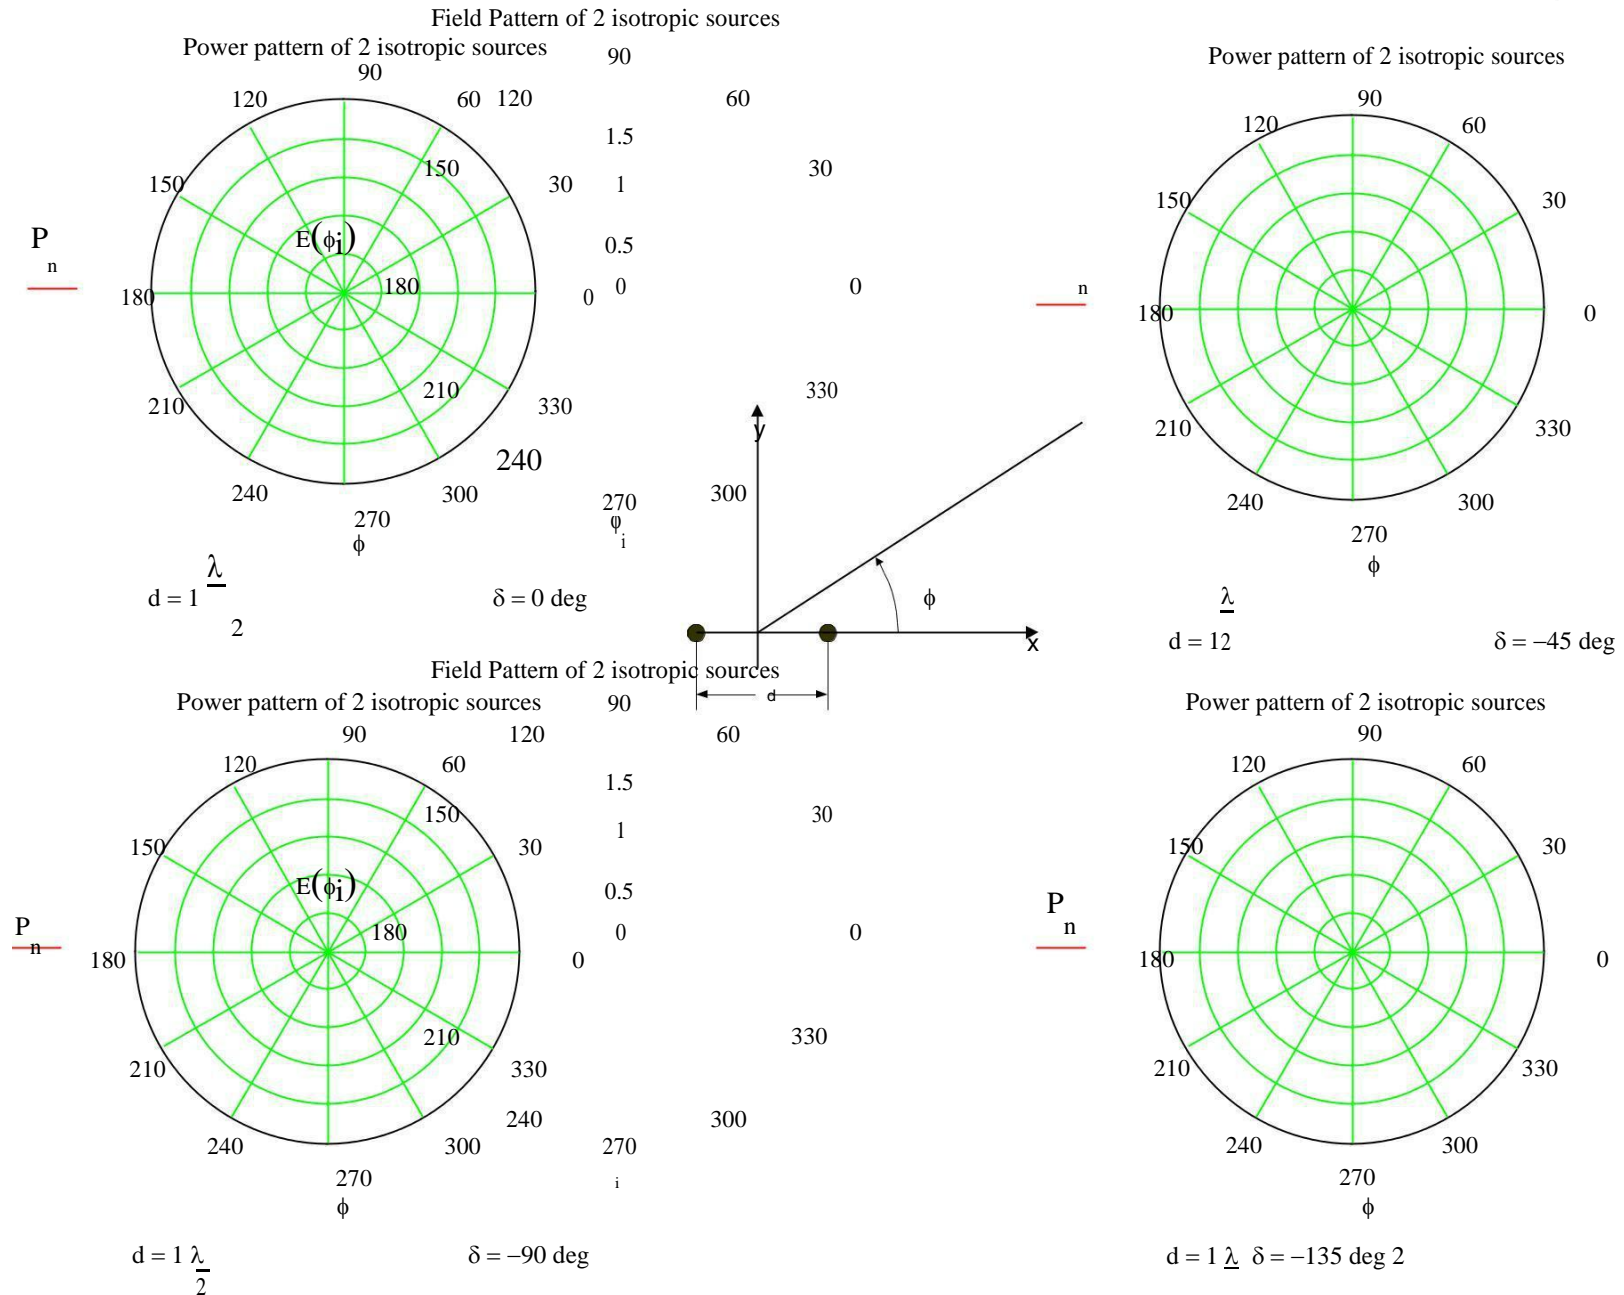 Field Pattern of 2 isotropic sources
Power pattern of 2 isotropic sources
90
120
60
120
90
60
1.5
150
150
30
1
30
E(ϕi)
0.5
P
n
180
180
0
0
0
210
210
330
330
240
240
300
270
300
270
φ
i
ϕ
d = 1 λ
2
δ = 0 deg
y
ϕ
x
d
Power pattern of 2 isotropic sources
90
120
60
150
30
n
180
0
210
330
240
300
270
ϕ
λ
d = 12
δ = −45 deg
Field Pattern of 2 isotropic sources
Power pattern of 2 isotropic sources
90
90
120
60
120
60
1.5
150
30
150
1
30
E(ϕi)
0.5
P
n
180
180
0
0
0
210
210
330
330
240
240
300
300
270
270
i
ϕ
d = 1 λ
2
δ = −90 deg
Power pattern of 2 isotropic sources
90
120
60
150
30
P
n
180
0
210
330
240
300
270
ϕ
d = 1 λ δ = −135 deg 2